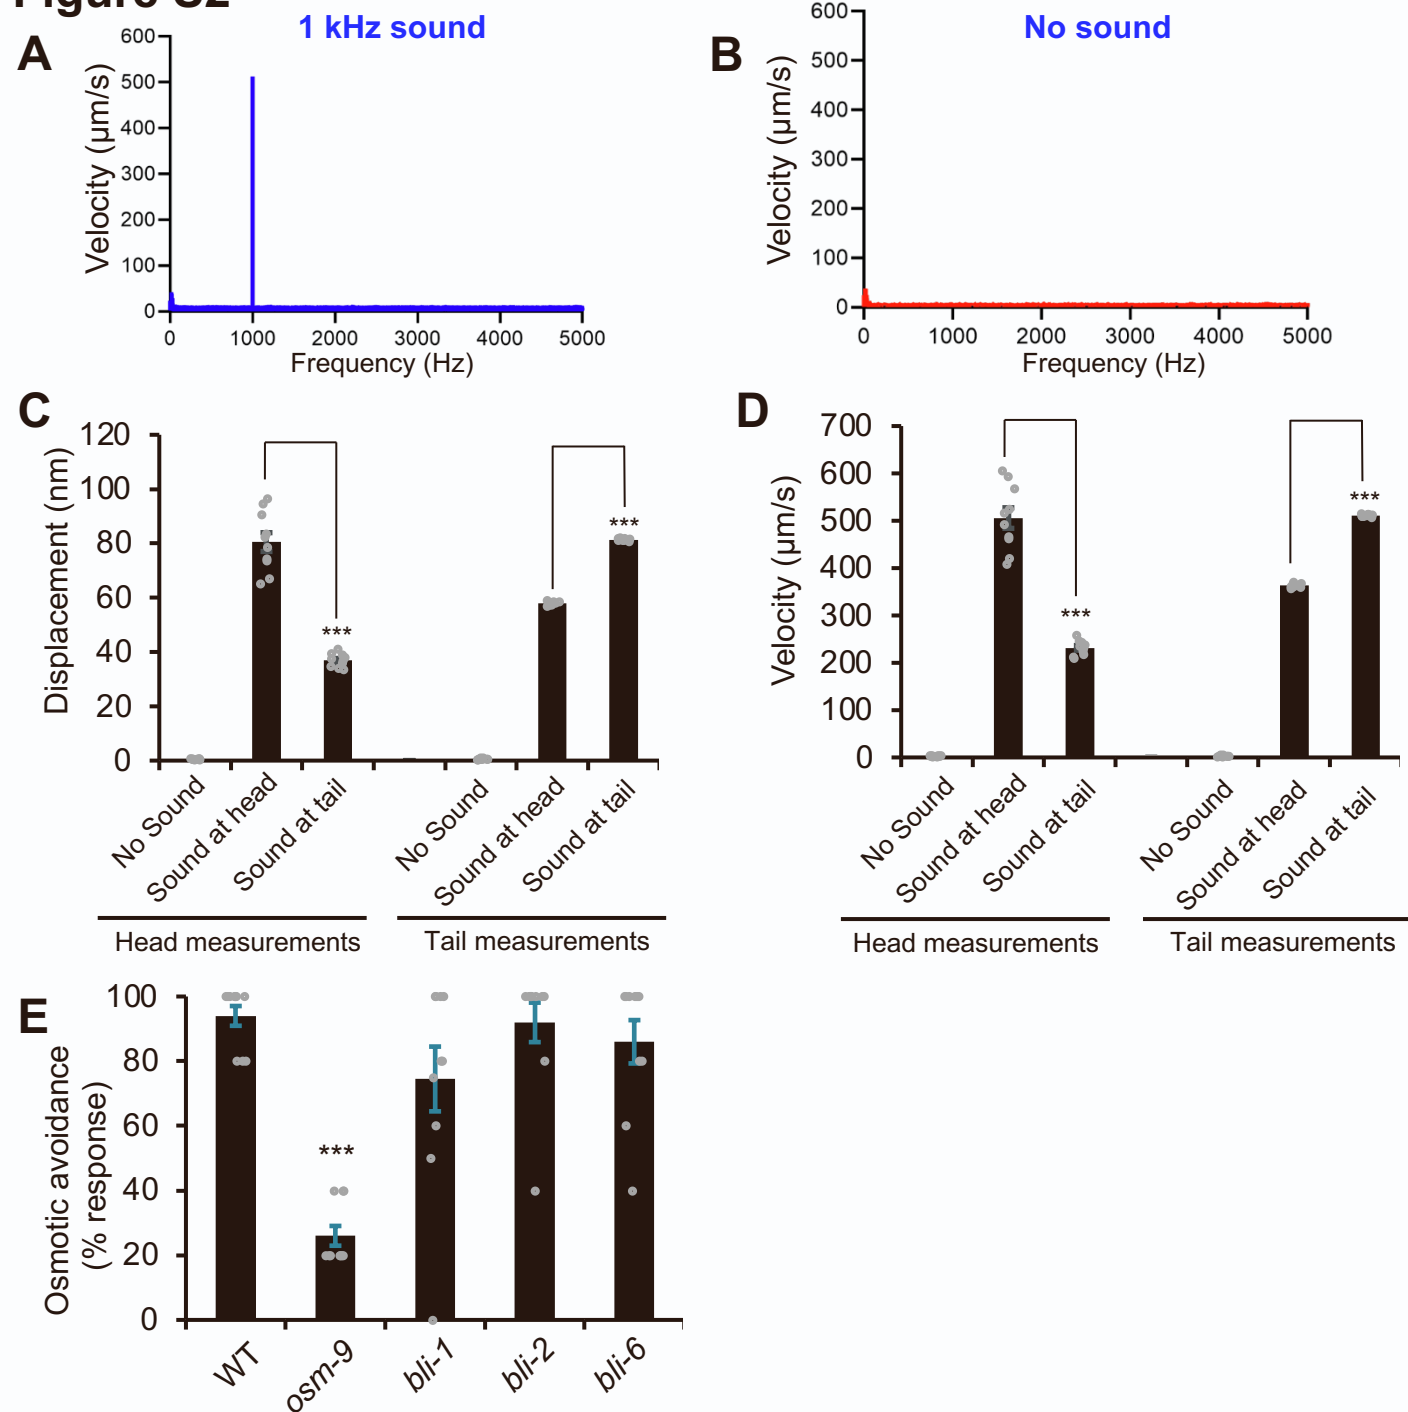 Figure S2
1 kHz sound
No sound
A
B
600
500
400
300
200
100
0
Velocity (μm/s)
0 1000 2000 3000 4000 5000
Frequency (Hz)
600
500
400
300
200
100
0
Velocity (μm/s)
0 1000 2000 3000 4000 5000
Frequency (Hz)
C
120
100
80
60
40
20
0
Displacement (nm)
***
***
No Sound
Sound at head
Sound at tail
No Sound
Sound at head
Sound at tail
Head measurements
Tail measurements
D
700
600
500
400
300
200
100
0
Velocity (μm/s)
***
***
No Sound
Sound at head
Sound at tail
No Sound
Sound at head
Sound at tail
Head measurements
Tail measurements
E
100
80
60
40
20
0
Osmotic avoidance
(% response)
***
WT
osm-9
bli-1
bli-2
bli-6